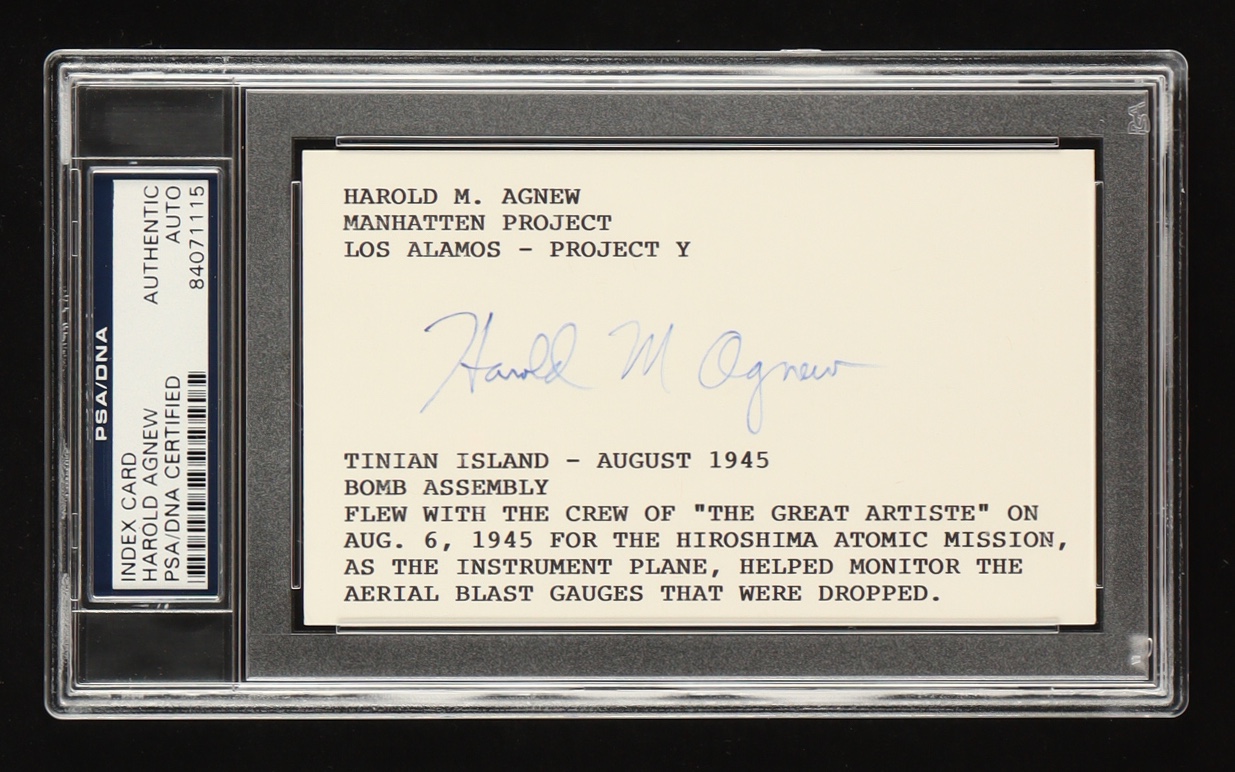 PSA/DNA
INDEX CARD AUTHENTIC
HAROLD AGNEW AUTO
PSA/DNA CERTIFIED 84071115
HAROLD M. AGNEW
MANHATTEN PROJECT
LOS ALAMOS - PROJECT Y
Harold M Agnew
TINIAN ISLAND - AUGUST 1945
BOMB ASSEMBLY
FLEW WITH THE CREW OF "THE GREAT ARTISTE" ON
AUG. 6, 1945 FOR THE HIROSHIMA ATOMIC MISSION,
AS THE INSTRUMENT PLANE, HELPED MONITOR THE
AERIAL BLAST GAUGES THAT WERE DROPPED.